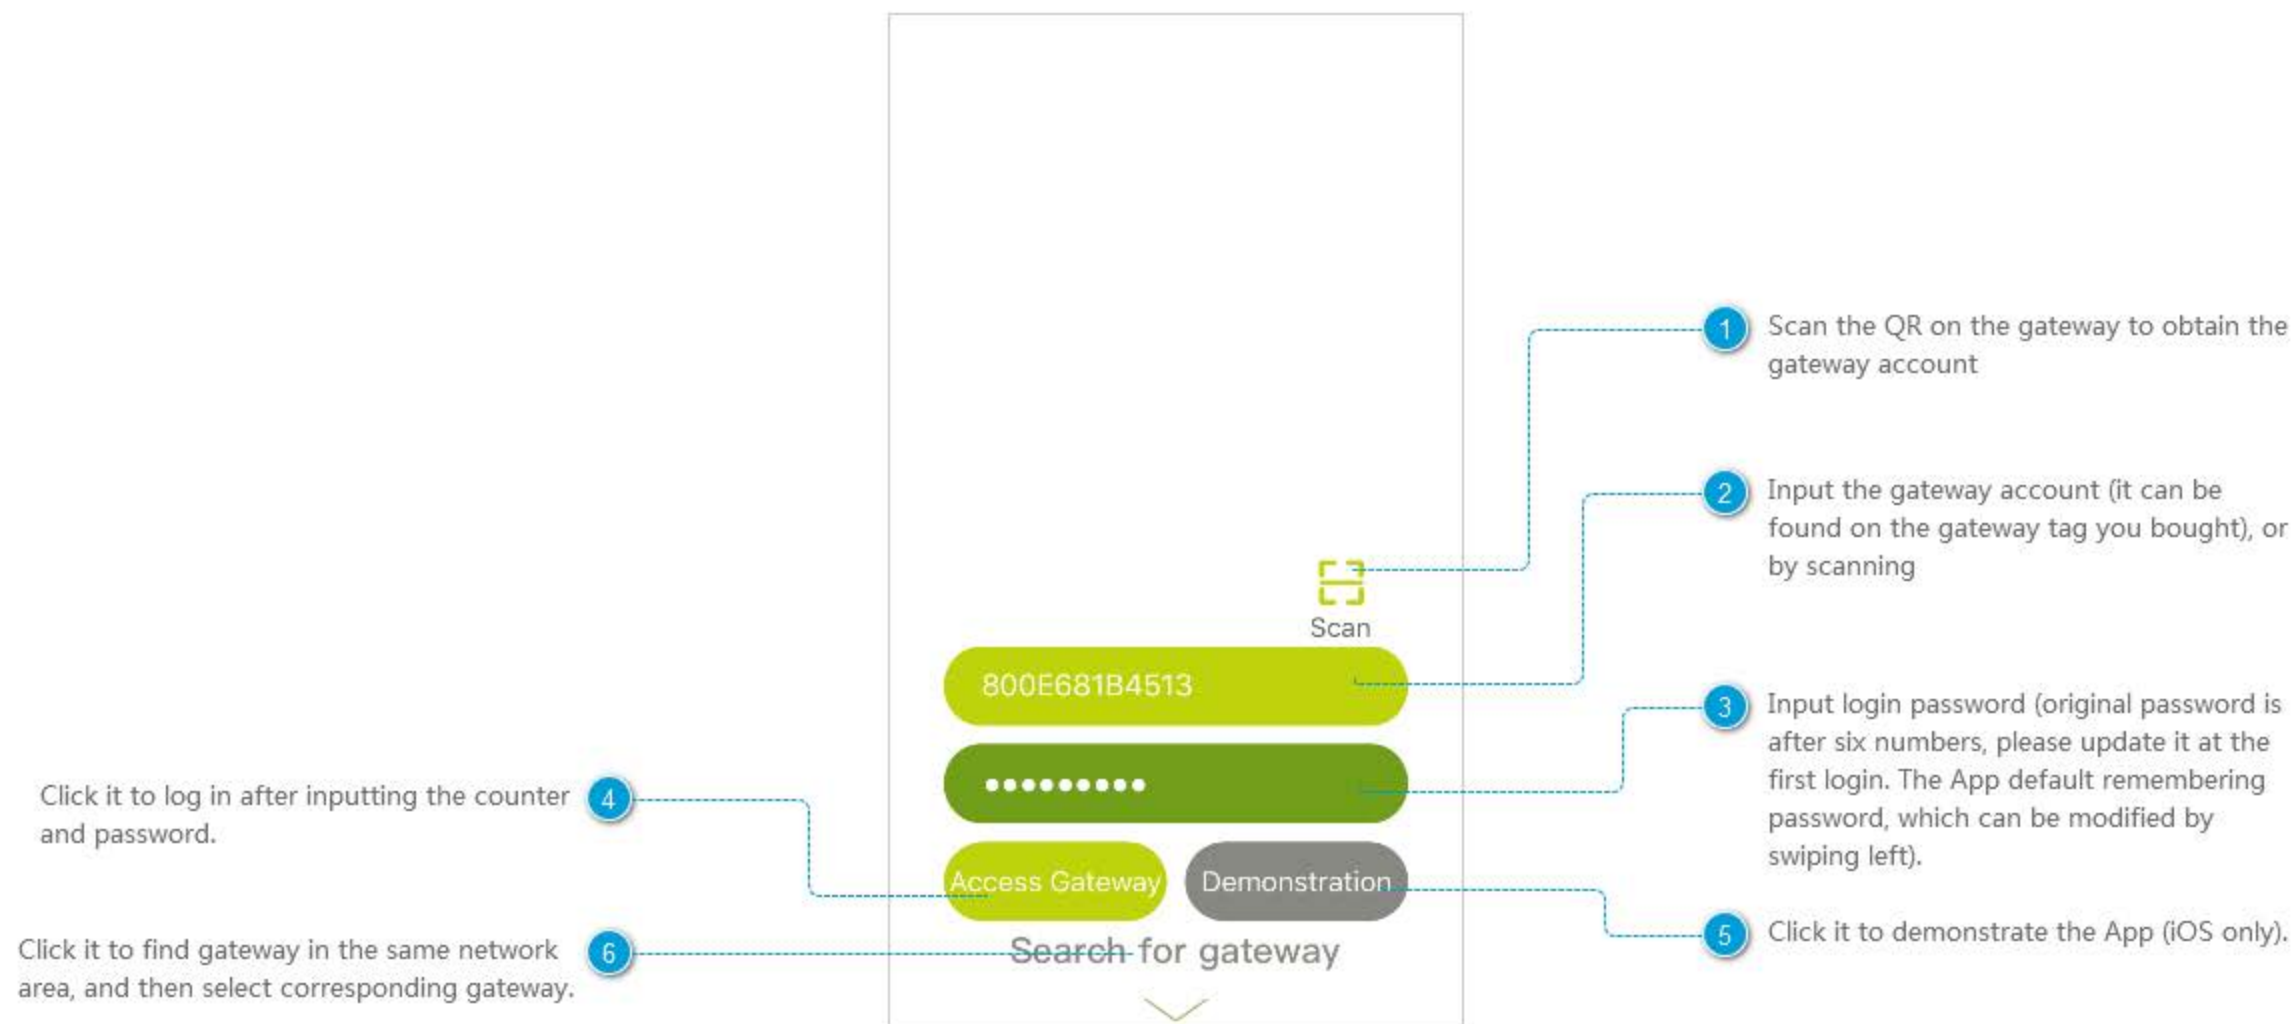 1 Scan the QR on the gateway to obtain the
gateway account
2 Input the gateway account (it can be
found on the gateway tag you bought), or
by scanning
Scan
800E681B4513
3 Input login password (original password is
after six numbers, please update it at the
first login. The App default remembering
password, which can be modified by
swiping left).
•••••••••
Click it to log in after inputting the counter 4
and password.
Access Gateway
Demonstration
5 Click it to demonstrate the App (iOS only).
Click it to find gateway in the same network 6
area, and then select corresponding gateway.
Search for gateway